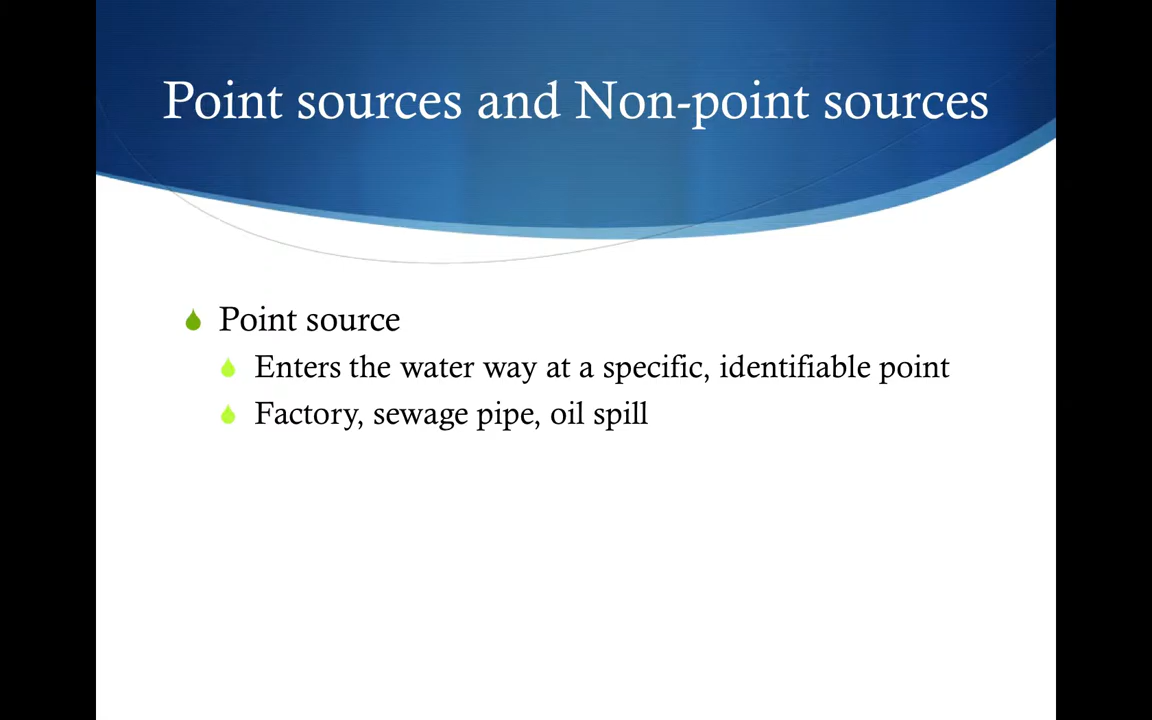 Point sources and Non-point sources
Point source
Enters the water way at a specific, identifiable point
Factory, sewage pipe, oil spill